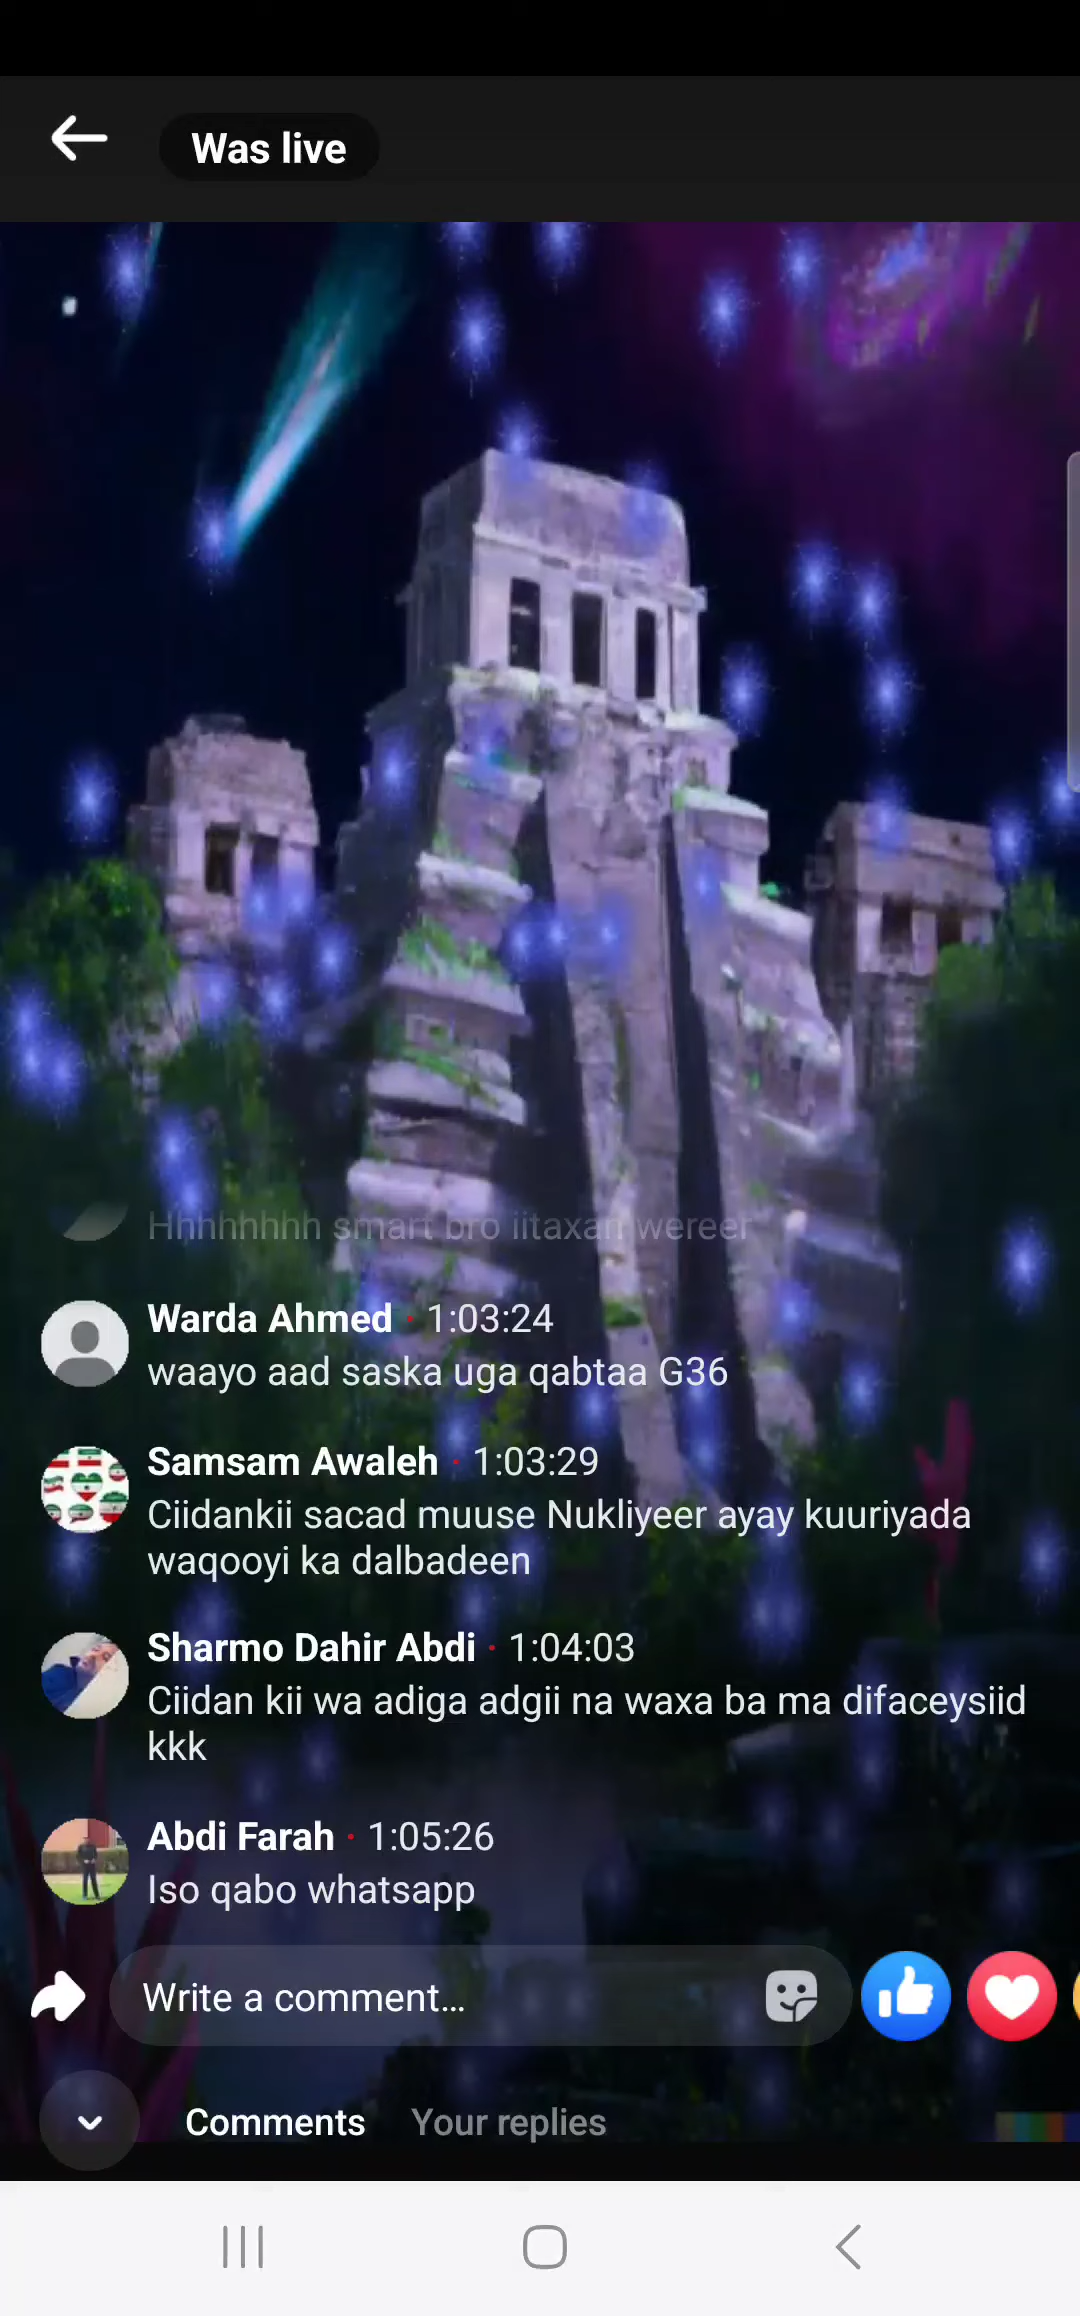 Was live
Hhhhhhhh smart bro iitaxan wereer
Warda Ahmed · 1:03:24
waayo aad saska uga qabtaa G36
Samsam Awaleh · 1:03:29
Ciidankii sacad muuse Nukliyeer ayay kuuriyada
waqooyi ka dalbadeen
Sharmo Dahir Abdi · 1:04:03
Ciidan kii wa adiga adgii na waxa ba ma difaceysiid
kkk
Abdi Farah · 1:05:26
Iso qabo whatsapp
Write a comment...
Comments Your replies